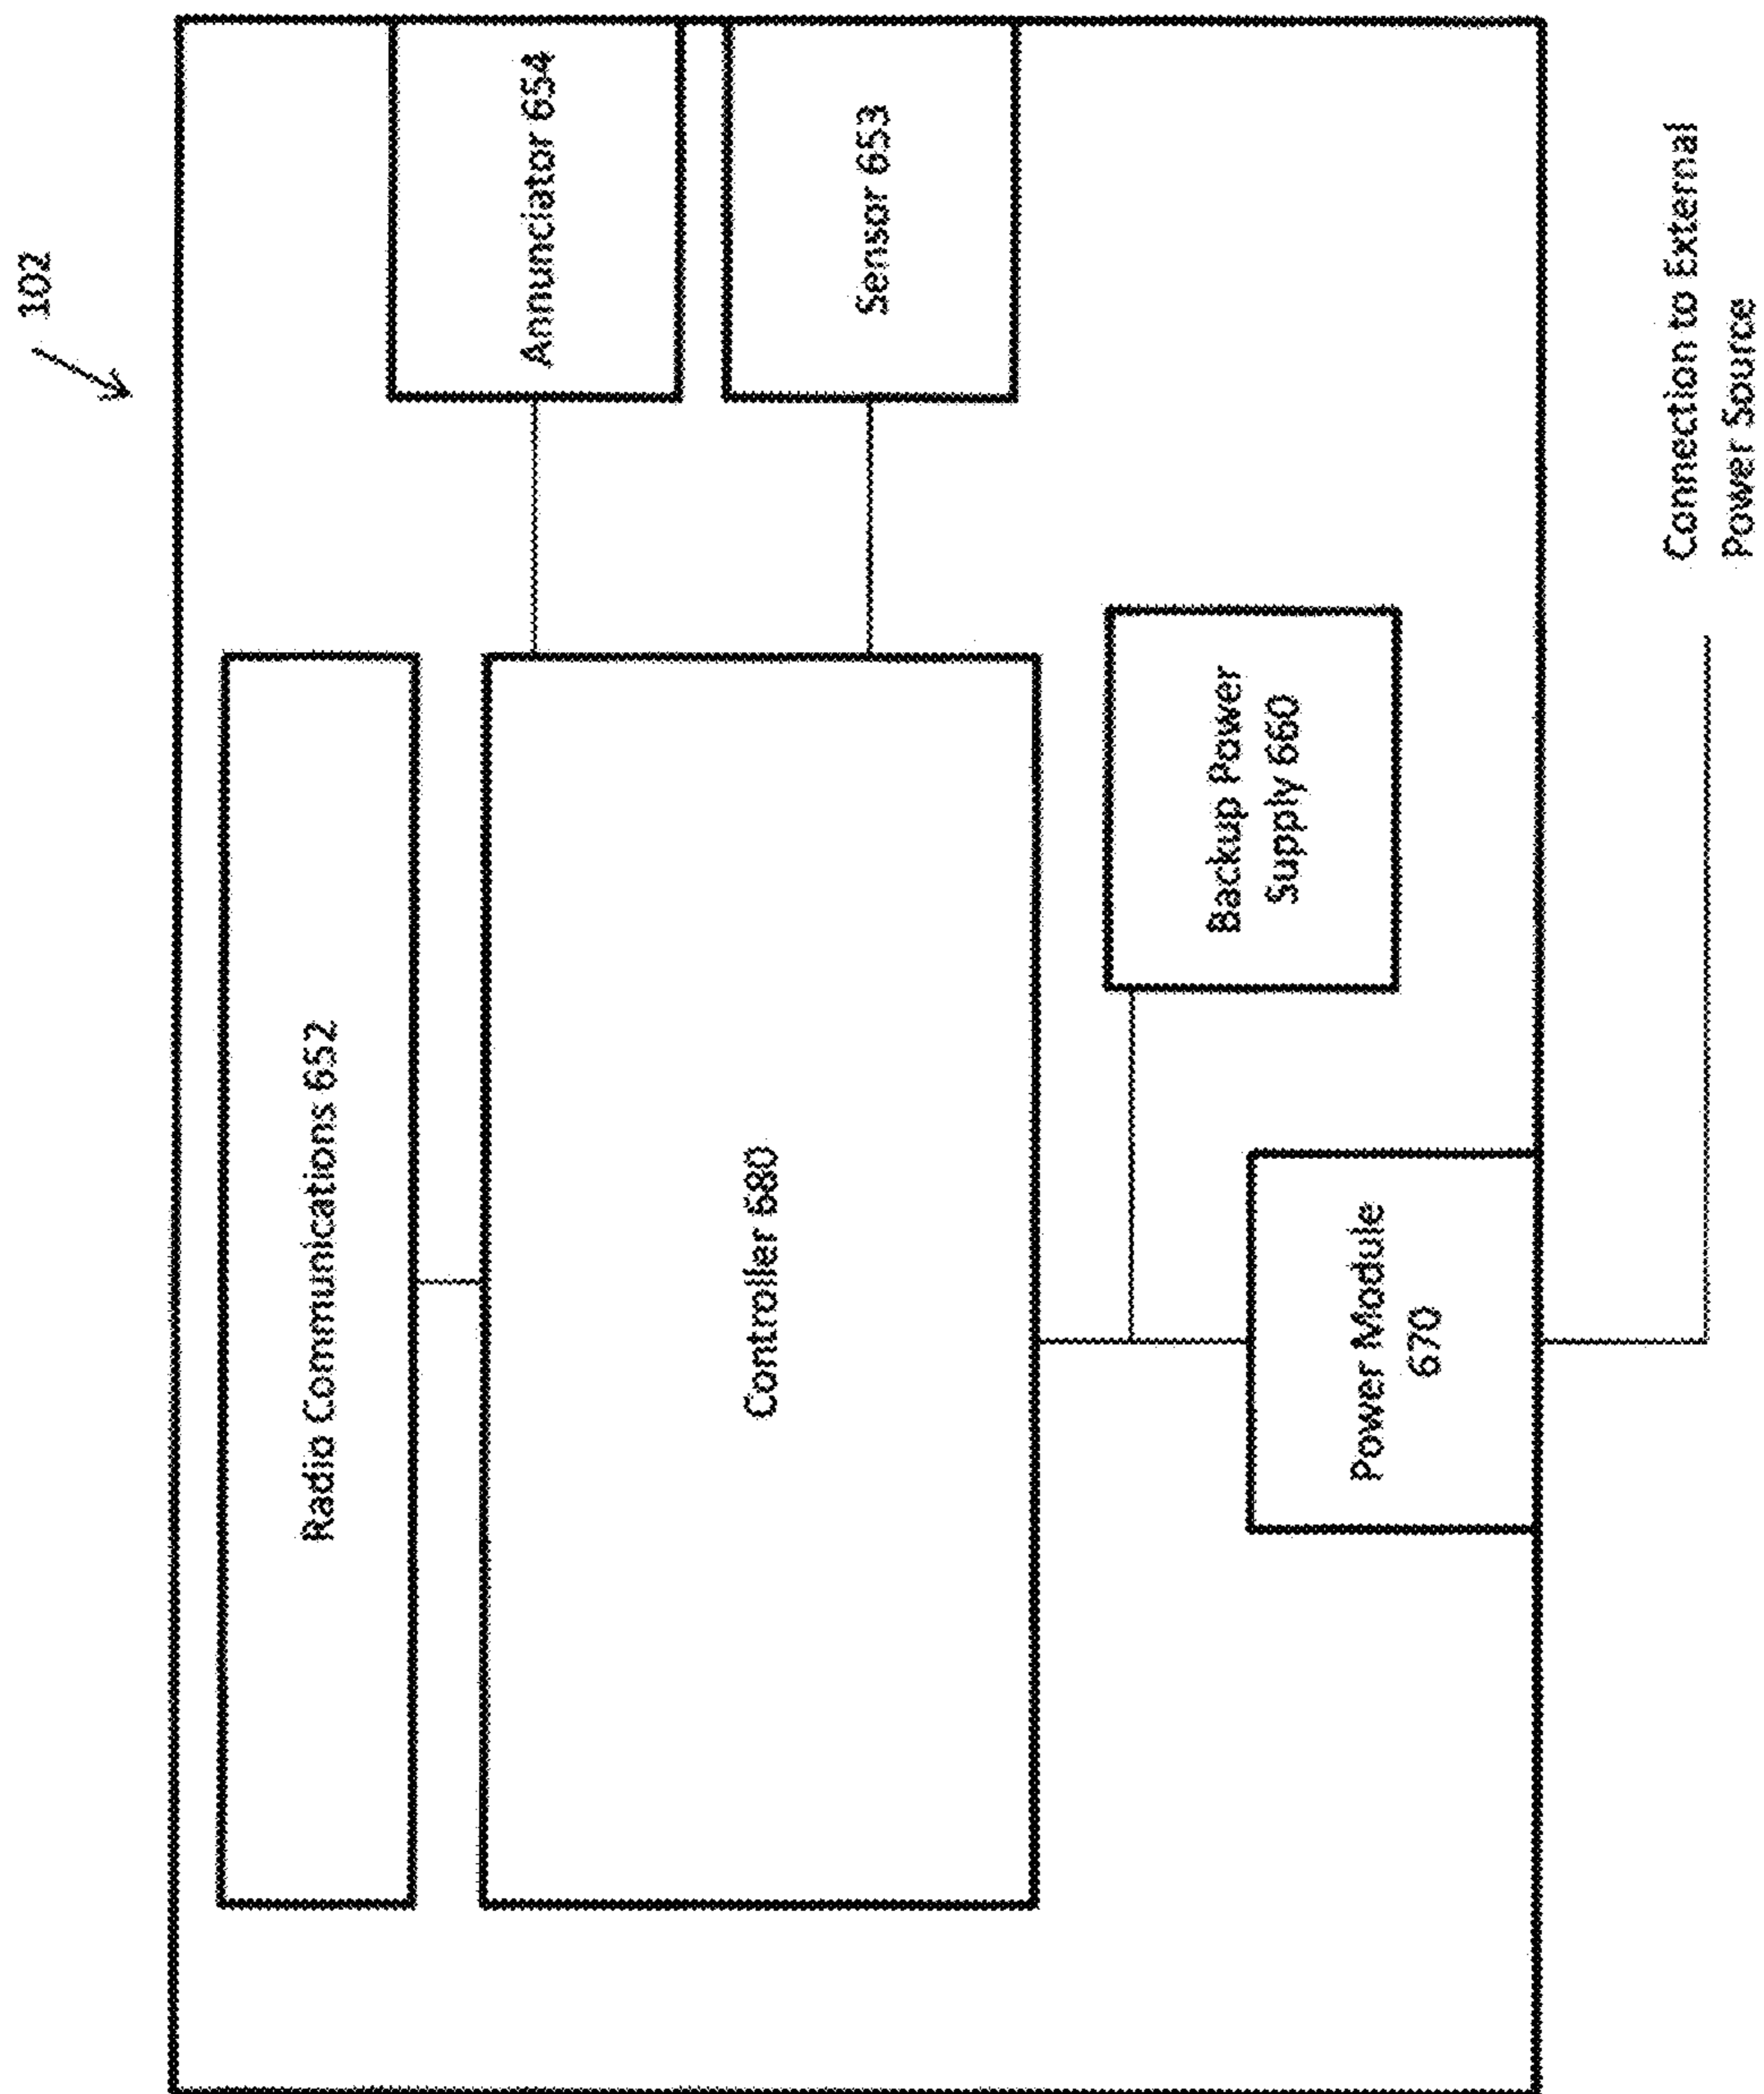 102
Radio Communications 652
Annunciator 654
Controller 680
Sensor 653
Backup Power
Supply 660
Power Module
670
Connection to External
Power Source